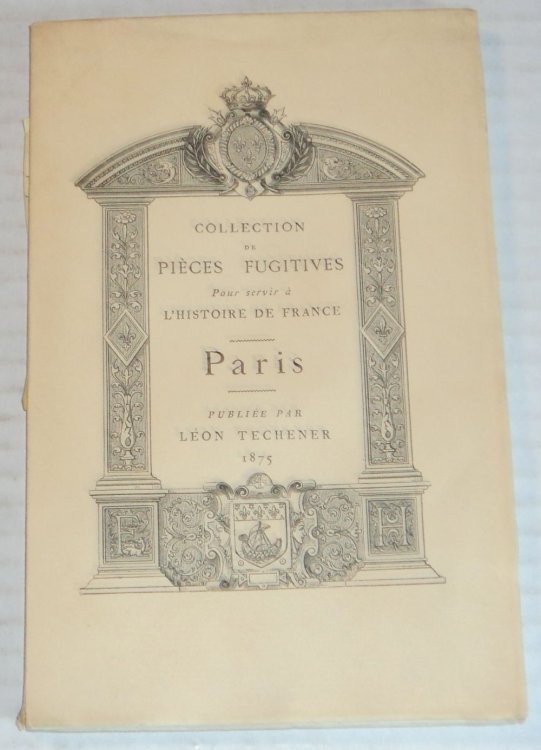 COLLECTION
DE
PIÈCES FUGITIVES
Pour servir à
L'HISTOIRE DE FRANCE
Paris
PUBLIÉE PAR
LÉON TECHENER
1875
E H